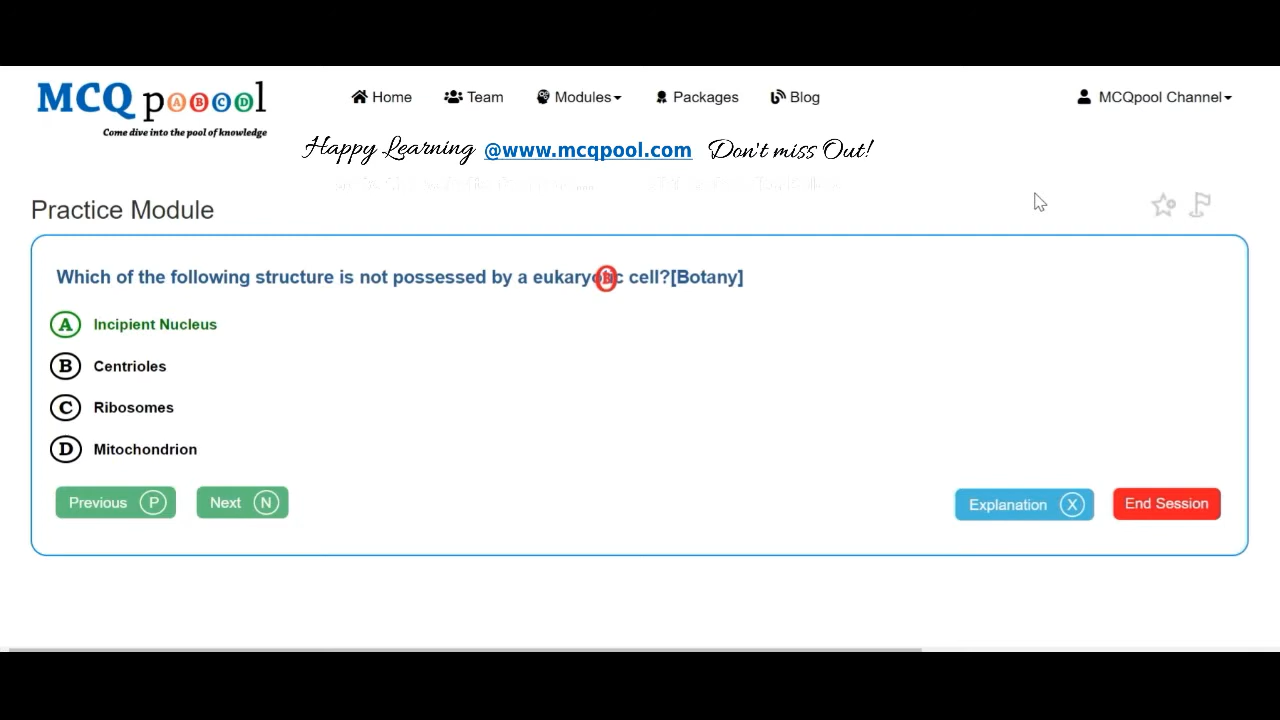 MCQ pooool
Come dive into the pool of knowledge
Home Team Modules Packages Blog MCQpool Channel
Happy Learning @www.mcqpool.com Don't miss Out!
Practice Module
Which of the following structure is not possessed by a eukaryotic cell?[Botany]
A Incipient Nucleus
B Centrioles
C Ribosomes
D Mitochondrion
Previous P Next N Explanation X End Session